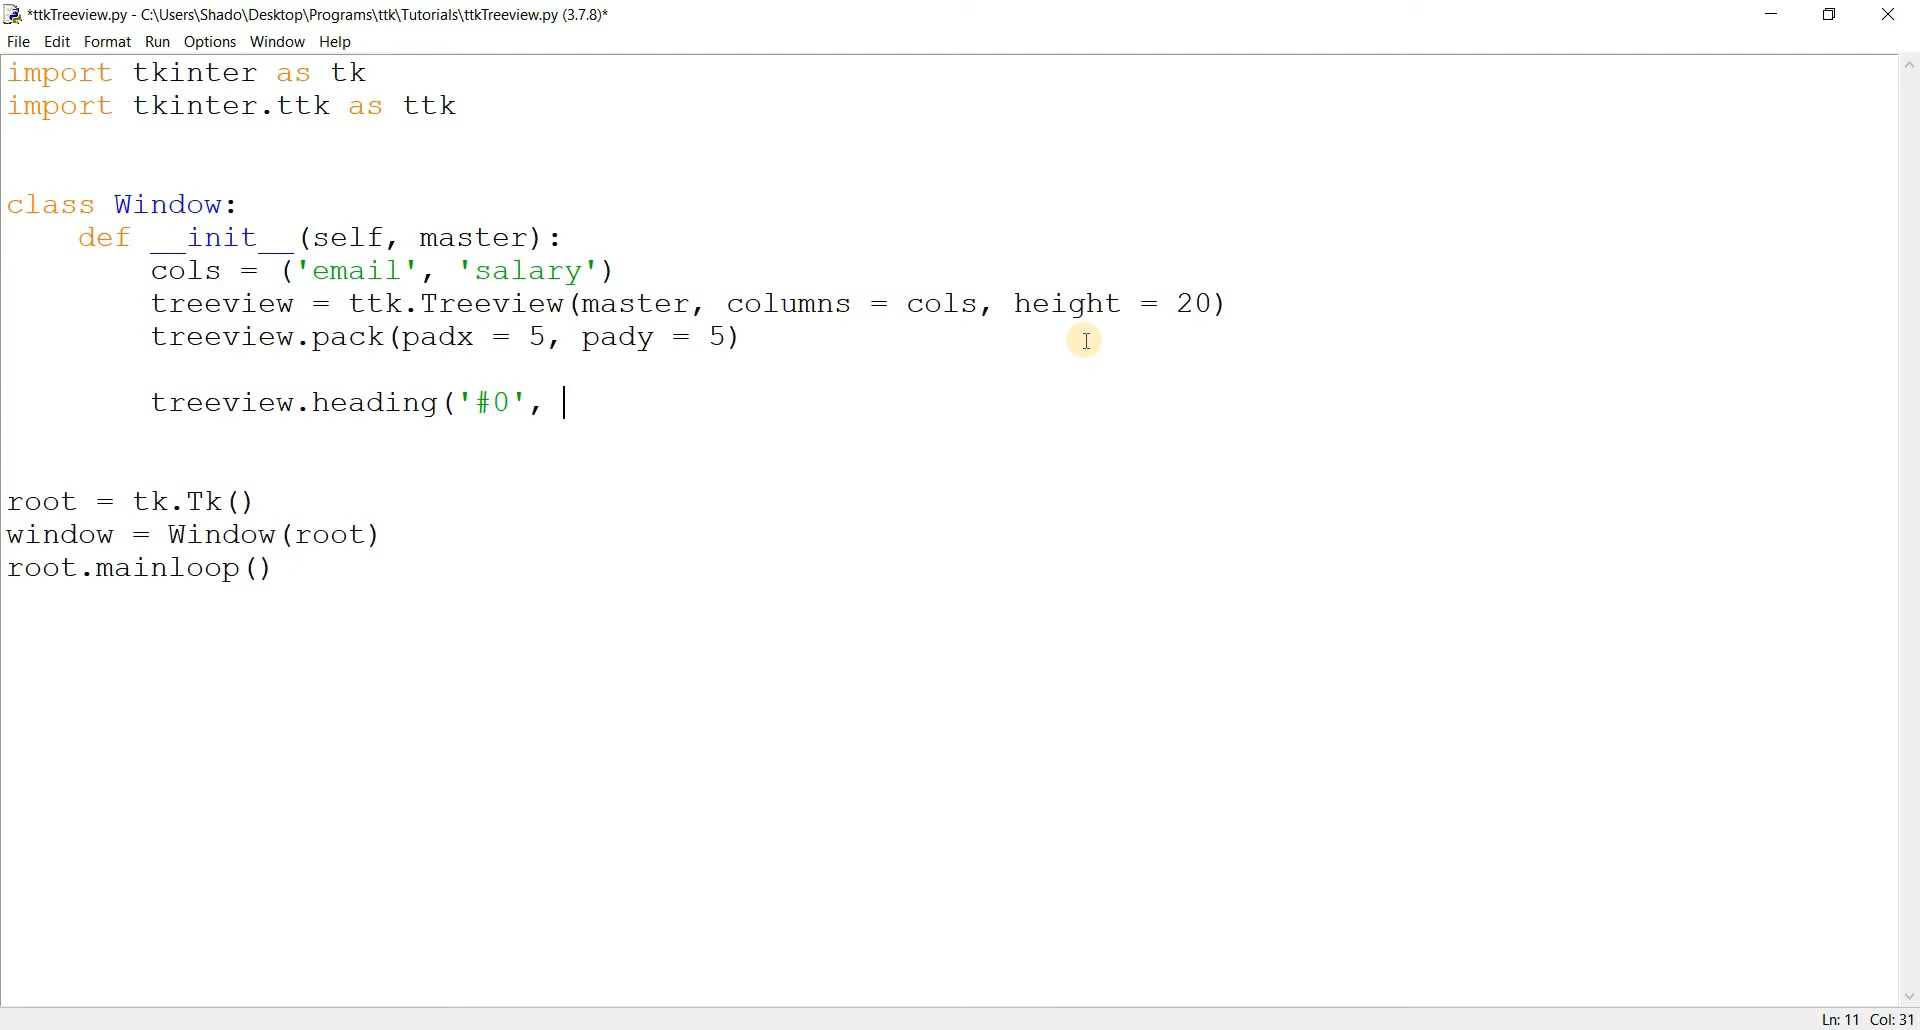 *ttkTreeview.py - C:\Users\Shado\Desktop\Programs\ttk\Tutorials\ttkTreeview.py (3.7.8)*
File Edit Format Run Options Window Help
import tkinter as tk
import tkinter.ttk as ttk
class Window:
    def __init__(self, master):
        cols = ('email', 'salary')
        treeview = ttk.Treeview(master, columns = cols, height = 20)
        treeview.pack(padx = 5, pady = 5)
        treeview.heading('#0',
root = tk.Tk()
window = Window(root)
root.mainloop()
Ln: 11 Col: 31